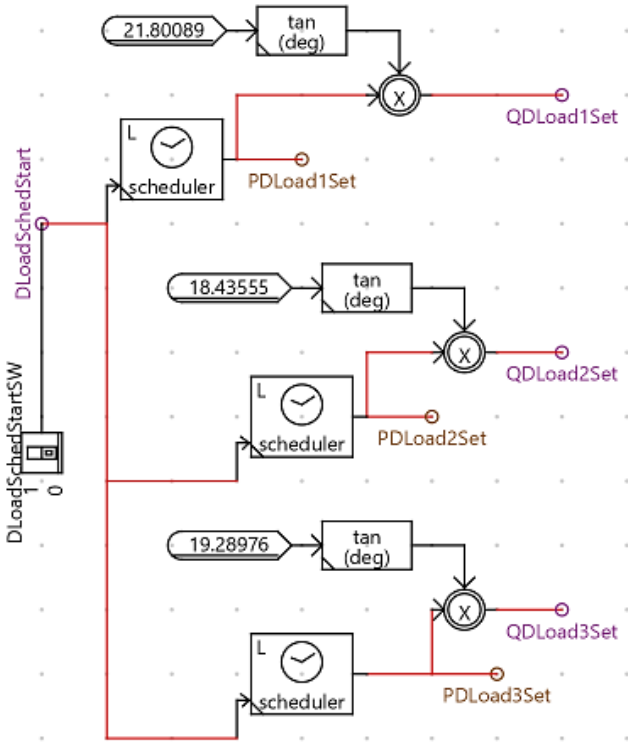 21.80089
tan
(deg)
X
QDLoad1Set
L
scheduler
PDLoad1Set
DLoadSchedStart
18.43555
tan
(deg)
X
QDLoad2Set
L
scheduler
PDLoad2Set
DLoadSchedStartSW
1
0
19.28976
tan
(deg)
X
QDLoad3Set
L
scheduler
PDLoad3Set